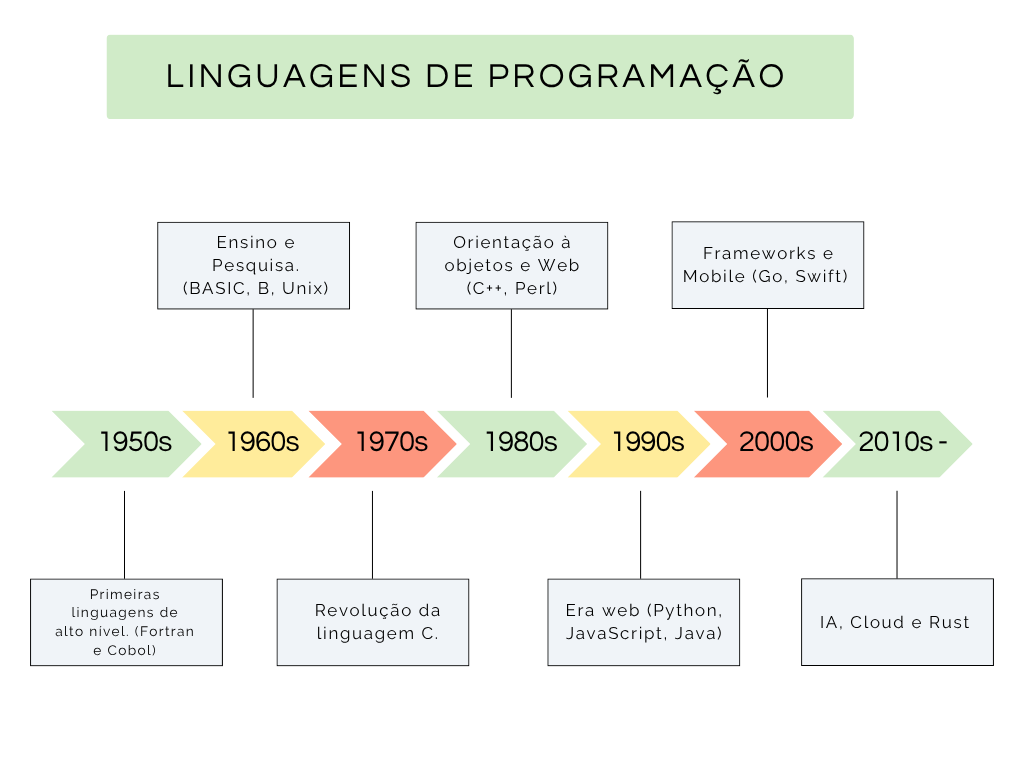 LINGUAGENS DE PROGRAMAÇÃO
Ensino e
Pesquisa.
(BASIC, B, Unix)
Orientação à
objetos e Web
(C++, Perl)
Frameworks e
Mobile (Go, Swift)
1950s
1960s
1970s
1980s
1990s
2000s
2010s -
Primeiras
linguagens de
alto nivel. (Fortran
e Cobol)
Revolução da
linguagem C.
Era web (Python,
JavaScript, Java)
IA, Cloud e Rust